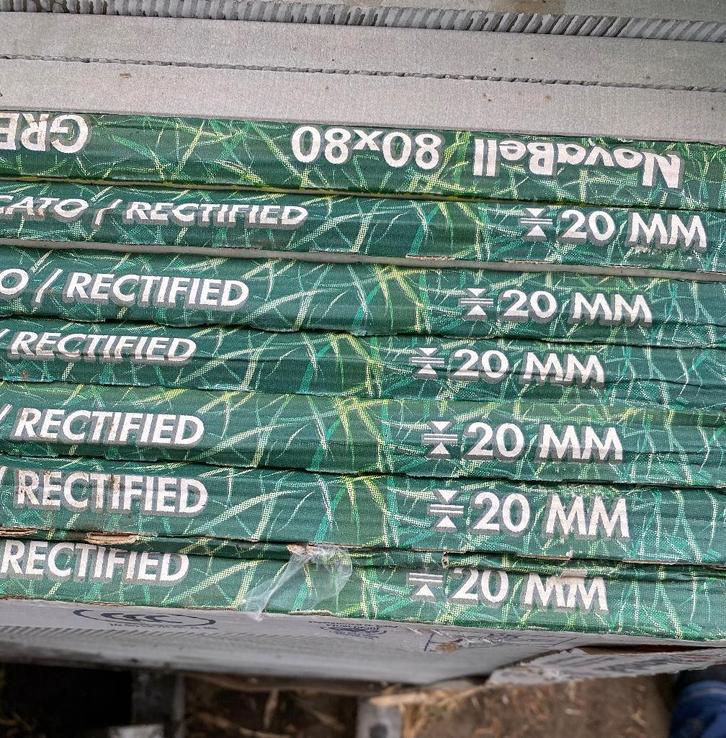 NovaBell 80x80 GRE
CATO / RECTIFIED 20 MM
O / RECTIFIED 20 MM
/ RECTIFIED 20 MM
/ RECTIFIED 20 MM
RECTIFIED 20 MM
RECTIFIED 20 MM
CCC